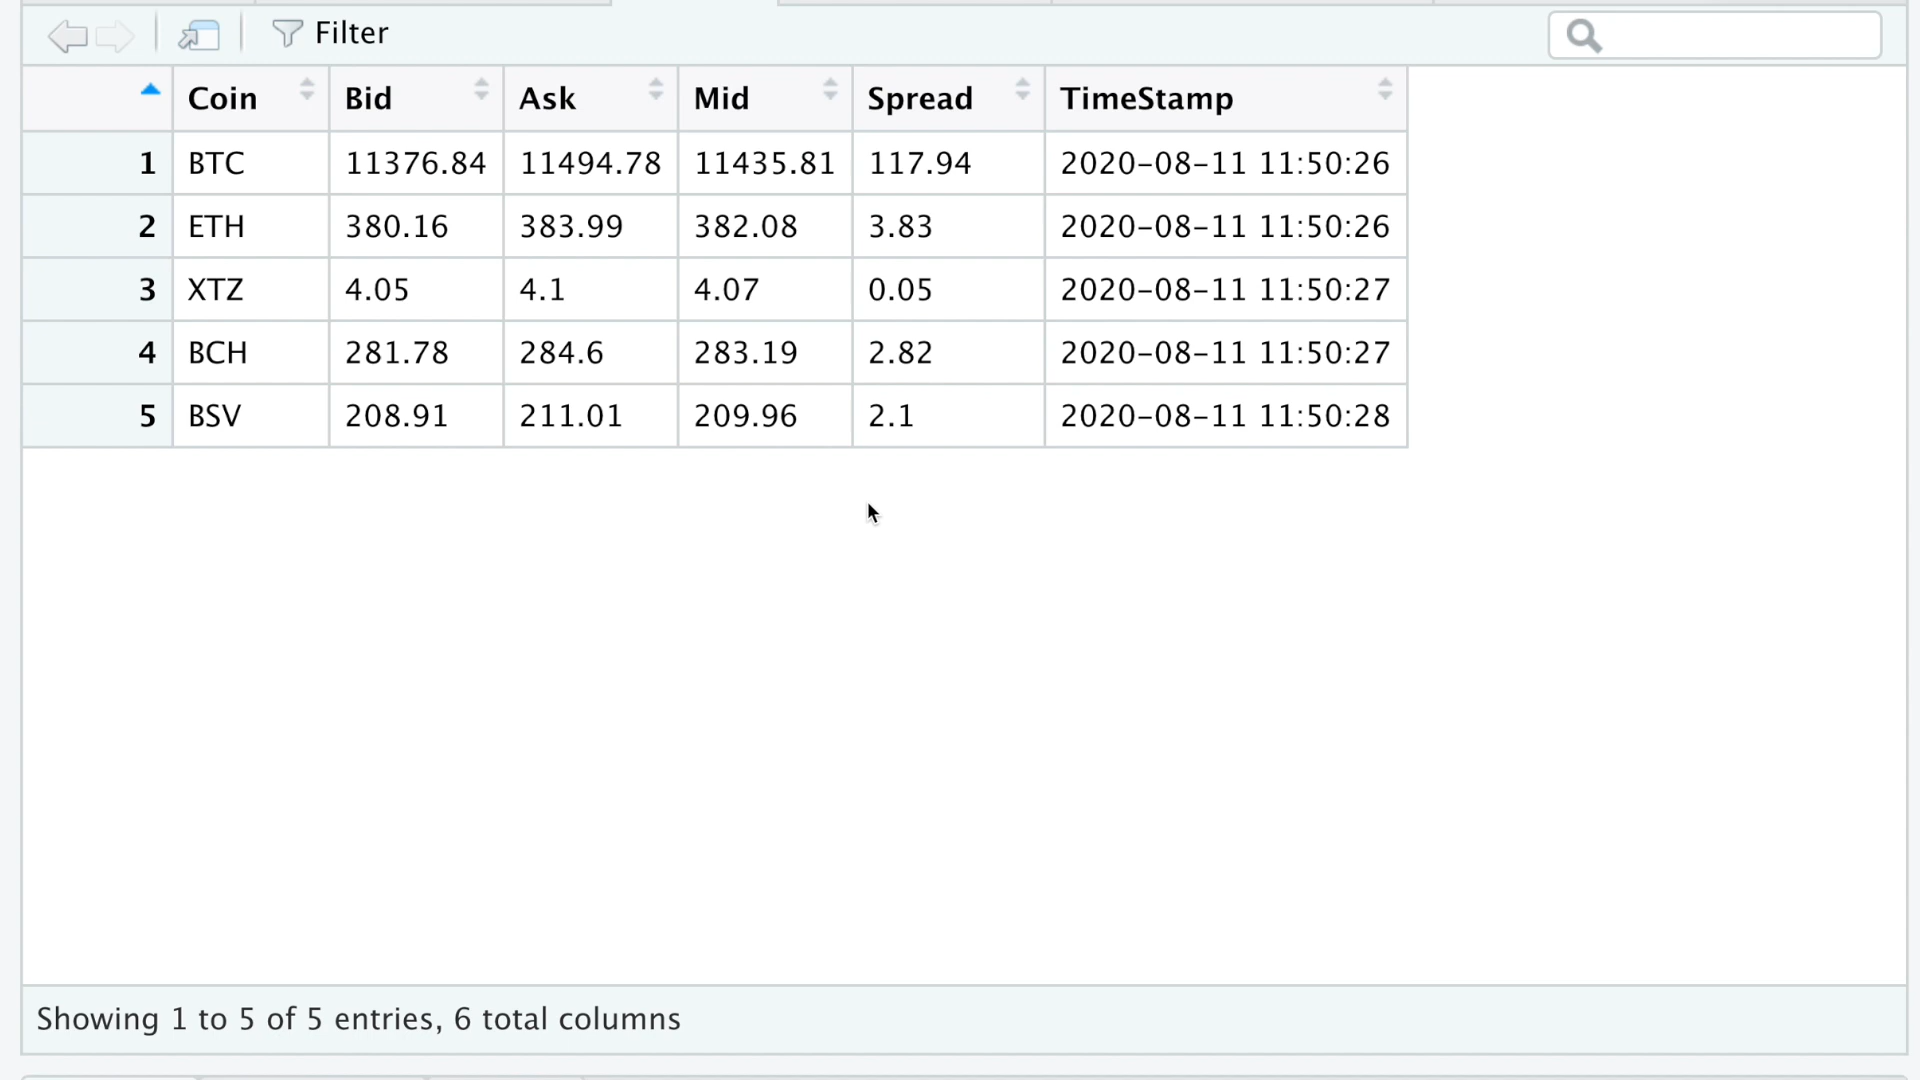 Filter
Coin Bid Ask Mid Spread TimeStamp
1 BTC 11376.84 11494.78 11435.81 117.94 2020-08-11 11:50:26
2 ETH 380.16 383.99 382.08 3.83 2020-08-11 11:50:26
3 XTZ 4.05 4.1 4.07 0.05 2020-08-11 11:50:27
4 BCH 281.78 284.6 283.19 2.82 2020-08-11 11:50:27
5 BSV 208.91 211.01 209.96 2.1 2020-08-11 11:50:28
Showing 1 to 5 of 5 entries, 6 total columns